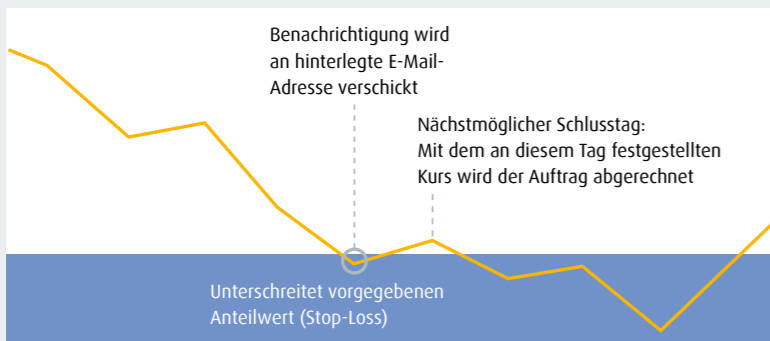 Benachrichtigung wird
an hinterlegte E-Mail-
Adresse verschickt
Nächstmöglicher Schlusstag:
Mit dem an diesem Tag festgestellten
Kurs wird der Auftrag abgerechnet
Unterschreitet vorgegebenen
Anteilwert (Stop-Loss)